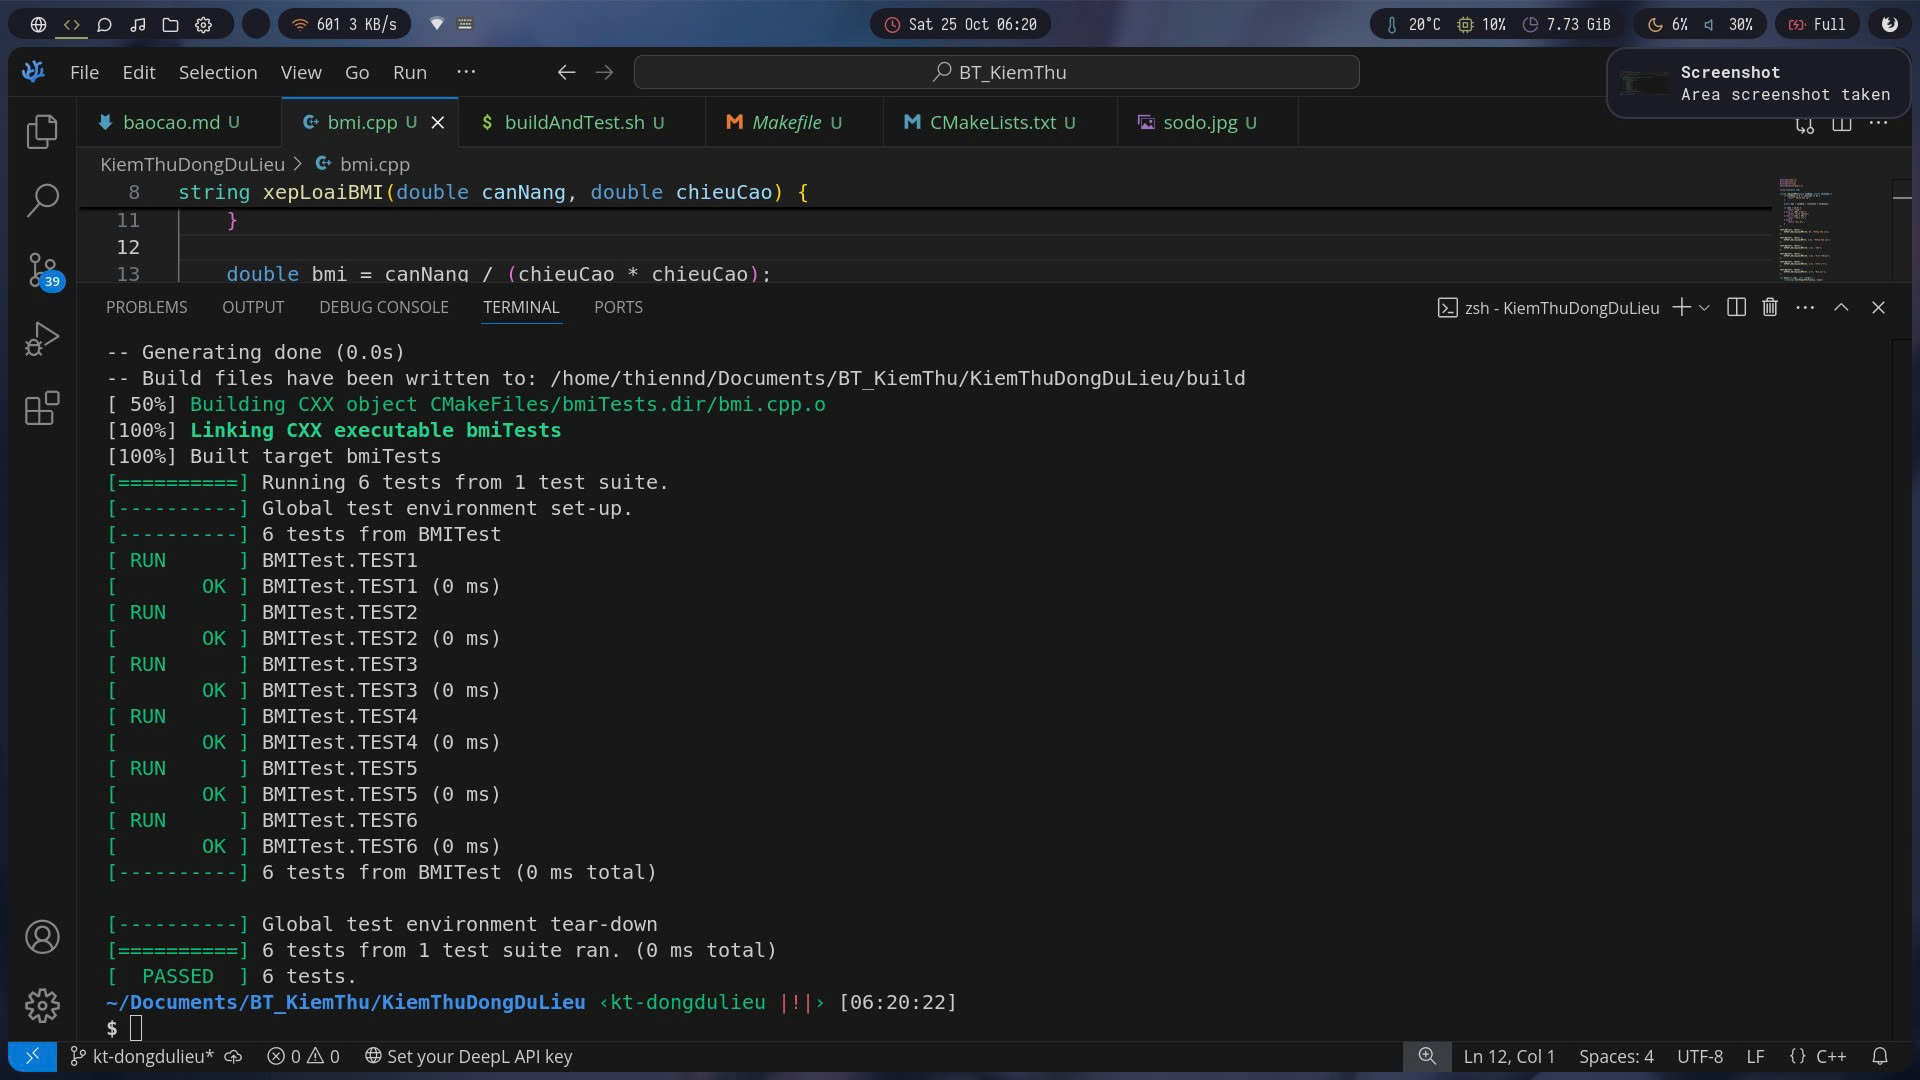 601 3 KB/s
Sat 25 Oct 06:20
20°C 10% 7.73 GiB 6% 30% Full
File Edit Selection View Go Run ···
BT_KiemThu
Screenshot
Area screenshot taken
baocao.md U bmi.cpp U buildAndTest.sh U Makefile U CMakeLists.txt U sodo.jpg U
KiemThuDongDuLieu > bmi.cpp
8 string xepLoaiBMI(double canNang, double chieuCao) {
11 }
12
13 double bmi = canNang / (chieuCao * chieuCao);
39
PROBLEMS OUTPUT DEBUG CONSOLE TERMINAL PORTS
zsh - KiemThuDongDuLieu
-- Generating done (0.0s)
-- Build files have been written to: /home/thiennd/Documents/BT_KiemThu/KiemThuDongDuLieu/build
[ 50%] Building CXX object CMakeFiles/bmiTests.dir/bmi.cpp.o
[100%] Linking CXX executable bmiTests
[100%] Built target bmiTests
[==========] Running 6 tests from 1 test suite.
[----------] Global test environment set-up.
[----------] 6 tests from BMITest
[ RUN      ] BMITest.TEST1
[       OK ] BMITest.TEST1 (0 ms)
[ RUN      ] BMITest.TEST2
[       OK ] BMITest.TEST2 (0 ms)
[ RUN      ] BMITest.TEST3
[       OK ] BMITest.TEST3 (0 ms)
[ RUN      ] BMITest.TEST4
[       OK ] BMITest.TEST4 (0 ms)
[ RUN      ] BMITest.TEST5
[       OK ] BMITest.TEST5 (0 ms)
[ RUN      ] BMITest.TEST6
[       OK ] BMITest.TEST6 (0 ms)
[----------] 6 tests from BMITest (0 ms total)
[----------] Global test environment tear-down
[==========] 6 tests from 1 test suite ran. (0 ms total)
[  PASSED  ] 6 tests.
~/Documents/BT_KiemThu/KiemThuDongDuLieu ‹kt-dongdulieu |!|› [06:20:22]
$
kt-dongdulieu* 0 0 Set your DeepL API key
Ln 12, Col 1 Spaces: 4 UTF-8 LF {} C++